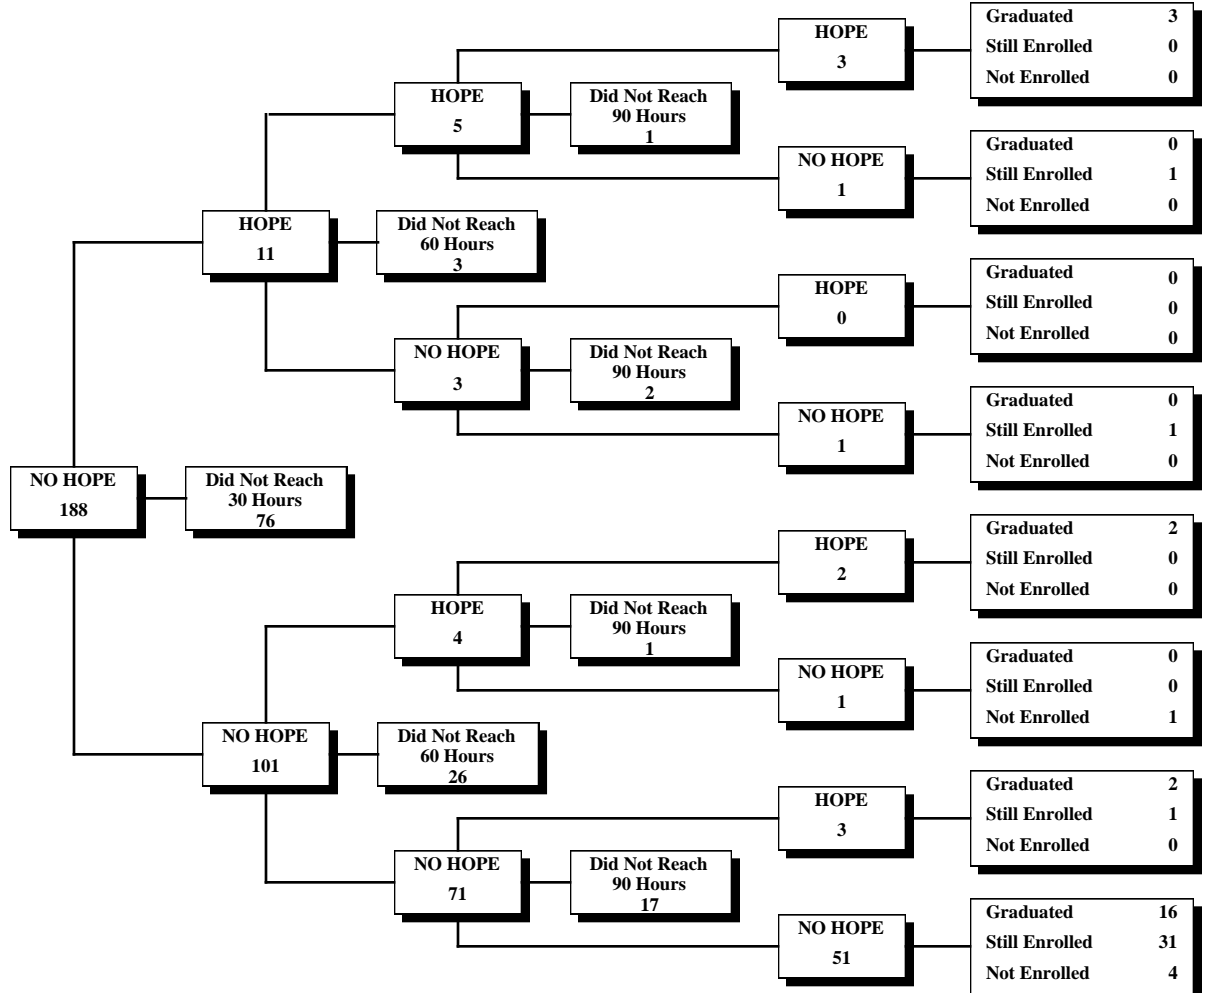 HOPE
3
Graduated 3
Still Enrolled 0
Not Enrolled 0
HOPE
5
Did Not Reach
90 Hours
1
NO HOPE
1
Graduated 0
Still Enrolled 1
Not Enrolled 0
HOPE
11
Did Not Reach
60 Hours
3
HOPE
0
Graduated 0
Still Enrolled 0
Not Enrolled 0
NO HOPE
3
Did Not Reach
90 Hours
2
NO HOPE
1
Graduated 0
Still Enrolled 1
Not Enrolled 0
NO HOPE
188
Did Not Reach
30 Hours
76
HOPE
2
Graduated 2
Still Enrolled 0
Not Enrolled 0
HOPE
4
Did Not Reach
90 Hours
1
NO HOPE
1
Graduated 0
Still Enrolled 0
Not Enrolled 1
NO HOPE
101
Did Not Reach
60 Hours
26
HOPE
3
Graduated 2
Still Enrolled 1
Not Enrolled 0
NO HOPE
71
Did Not Reach
90 Hours
17
NO HOPE
51
Graduated 16
Still Enrolled 31
Not Enrolled 4